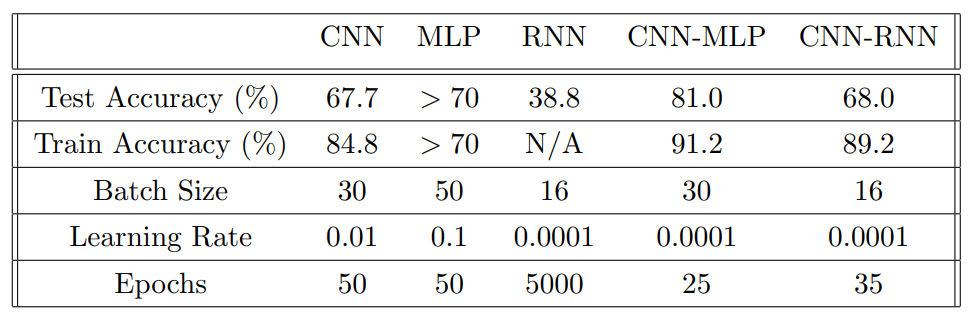 CNN MLP RNN CNN-MLP CNN-RNN
Test Accuracy (%) 67.7 > 70 38.8 81.0 68.0
Train Accuracy (%) 84.8 > 70 N/A 91.2 89.2
Batch Size 30 50 16 30 16
Learning Rate 0.01 0.1 0.0001 0.0001 0.0001
Epochs 50 50 5000 25 35